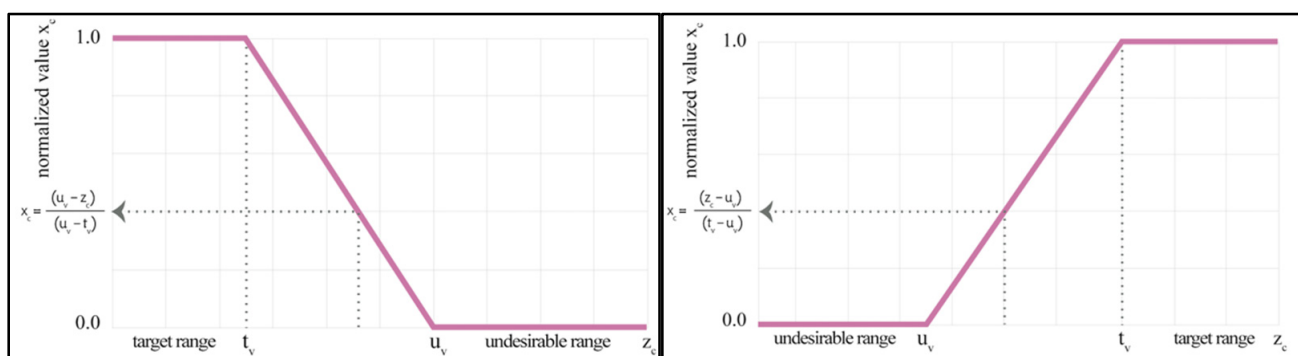 normalized value x_c
1.0
x_c = (u_v – z_c)
(u_v – t_v)
0.0
target range t_v u_v undesirable range z_c
normalized value x_c
1.0
x_c = (z_c – u_v)
(t_v – u_v)
0.0
undesirable range u_v t_v target range z_c